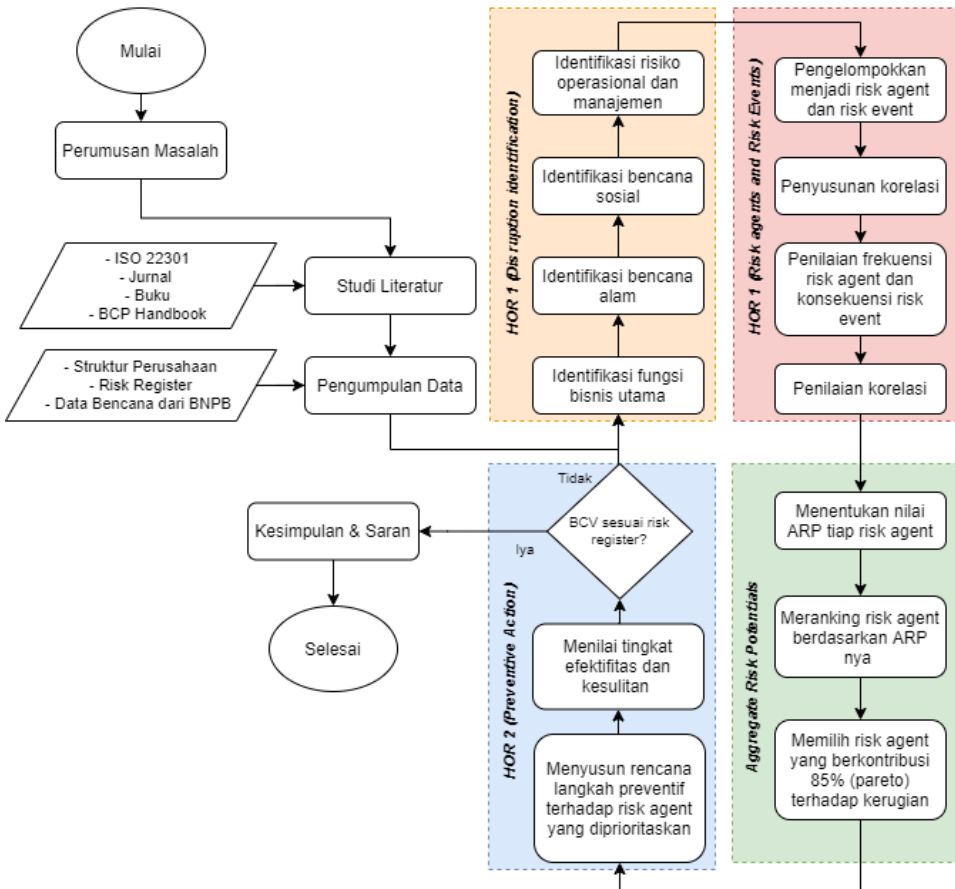 Mulai
Perumusan Masalah
- ISO 22301
- Jurnal
- Buku
- BCP Handbook
Studi Literatur
- Struktur Perusahaan
- Risk Register
- Data Bencana dari BNPB
Pengumpulan Data
HOR 1 (Disruption identification)
Identifikasi fungsi
bisnis utama
Identifikasi bencana
alam
Identifikasi bencana
sosial
Identifikasi risiko
operasional dan
manajemen
HOR 1 (Risk agents and Risk Events)
Pengelompokkan
menjadi risk agent
dan risk event
Penyusunan korelasi
Penilaian frekuensi
risk agent dan
konsekuensi risk
event
Penilaian korelasi
Aggregate Risk Potentials
Menentukan nilai
ARP tiap risk agent
Meranking risk agent
berdasarkan ARP
nya
Memilih risk agent
yang berkontribusi
85% (pareto)
terhadap kerugian
HOR 2 (Preventive Action)
Menyusun rencana
langkah preventif
terhadap risk agent
yang diprioritaskan
Menilai tingkat
efektifitas dan
kesulitan
BCV sesuai risk
register?
Tidak
Iya
Kesimpulan & Saran
Selesai